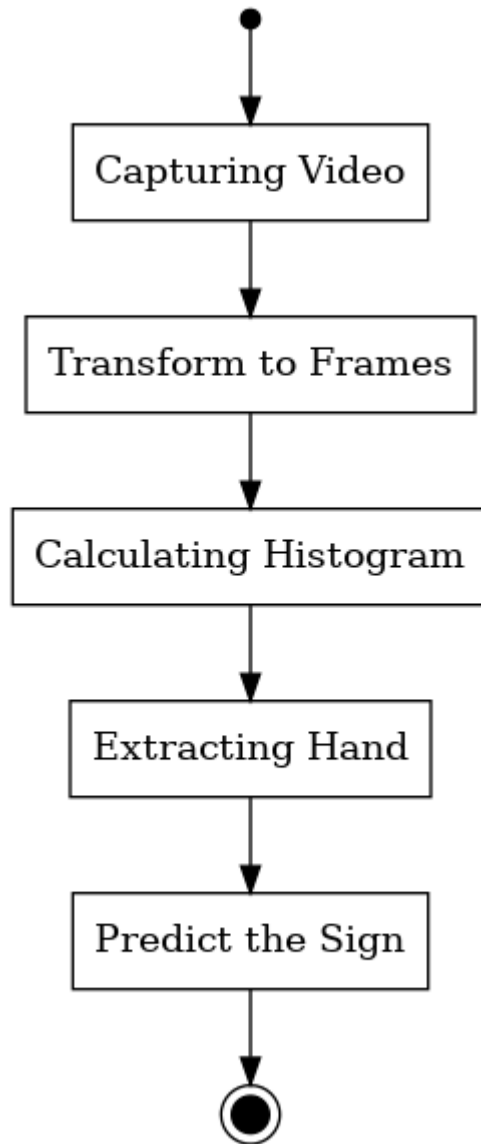 Capturing Video
Transform to Frames
Calculating Histogram
Extracting Hand
Predict the Sign